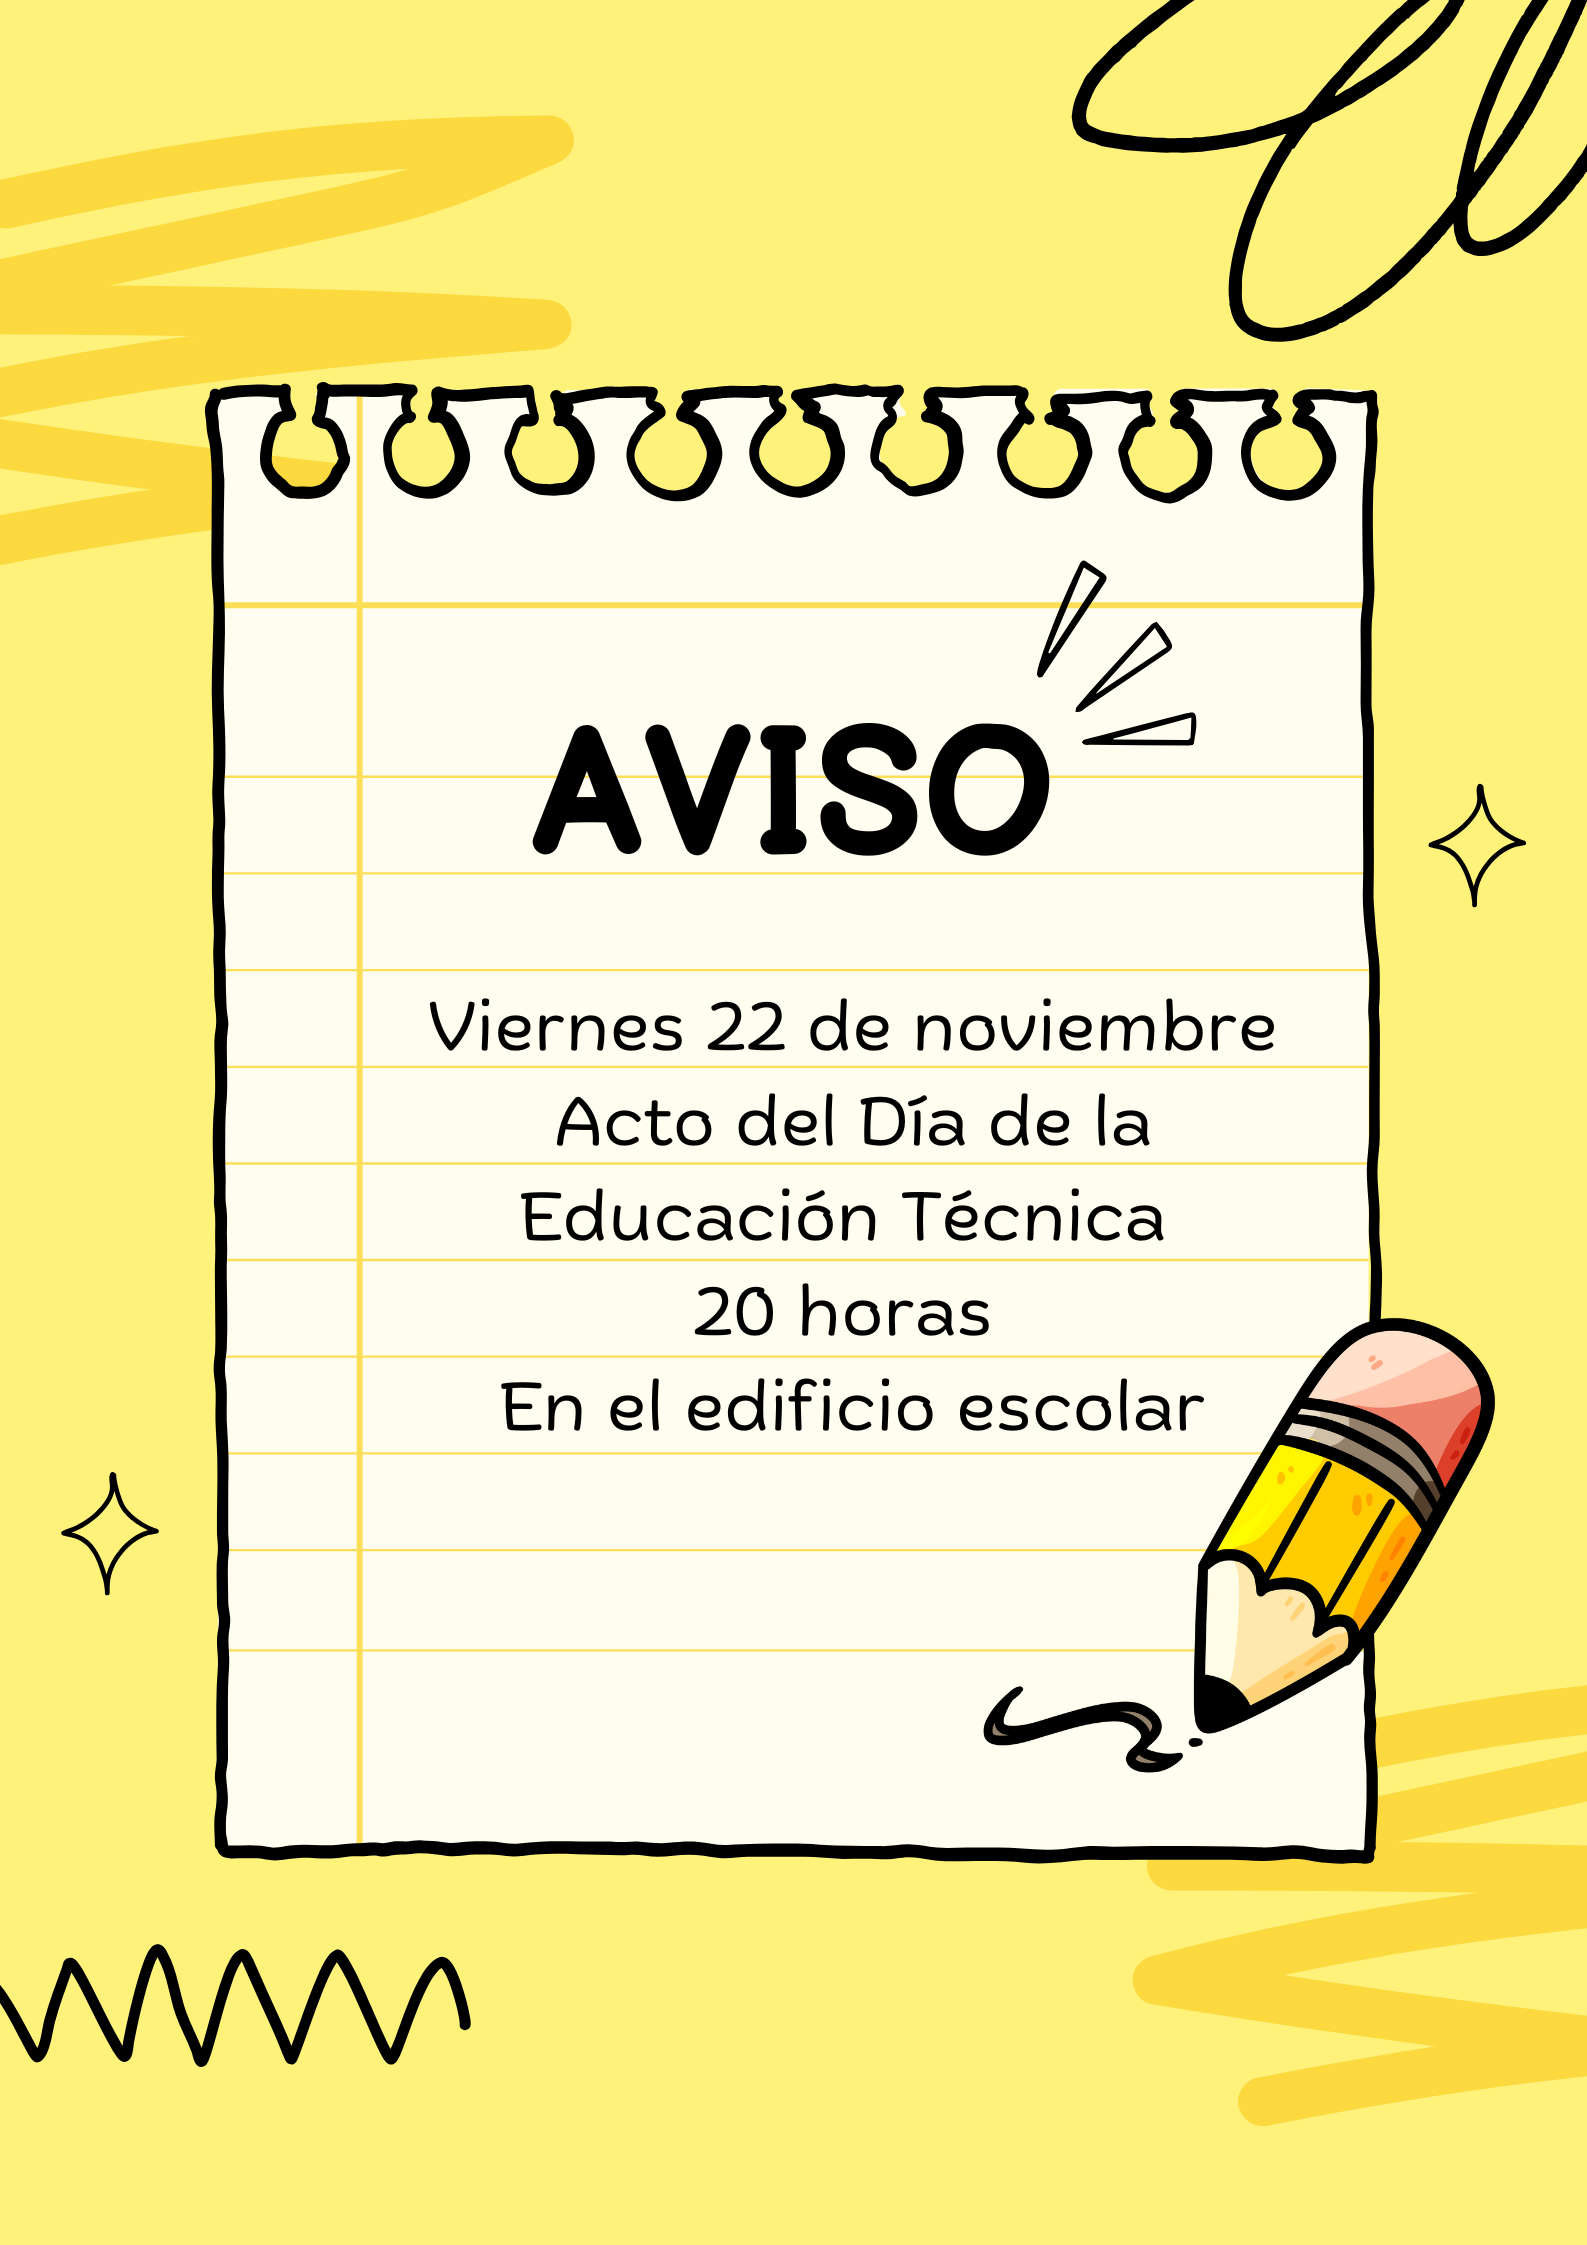 AVISO
Viernes 22 de noviembre
Acto del Día de la
Educación Técnica
20 horas
En el edificio escolar